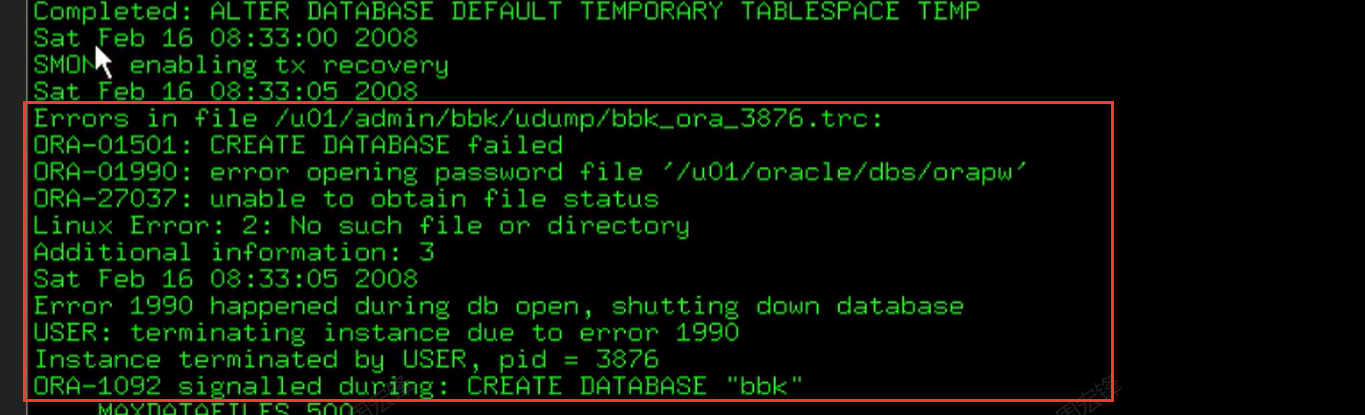 Completed: ALTER DATABASE DEFAULT TEMPORARY TABLESPACE TEMP
Sat Feb 16 08:33:00 2008
SMON: enabling tx recovery
Sat Feb 16 08:33:05 2008
Errors in file /u01/admin/bbk/udump/bbk_ora_3876.trc:
ORA-01501: CREATE DATABASE failed
ORA-01990: error opening password file '/u01/oracle/dbs/orapw'
ORA-27037: unable to obtain file status
Linux Error: 2: No such file or directory
Additional information: 3
Sat Feb 16 08:33:05 2008
Error 1990 happened during db open, shutting down database
USER: terminating instance due to error 1990
Instance terminated by USER, pid = 3876
ORA-1092 signalled during: CREATE DATABASE "bbk"
MAXDATAFILES 500